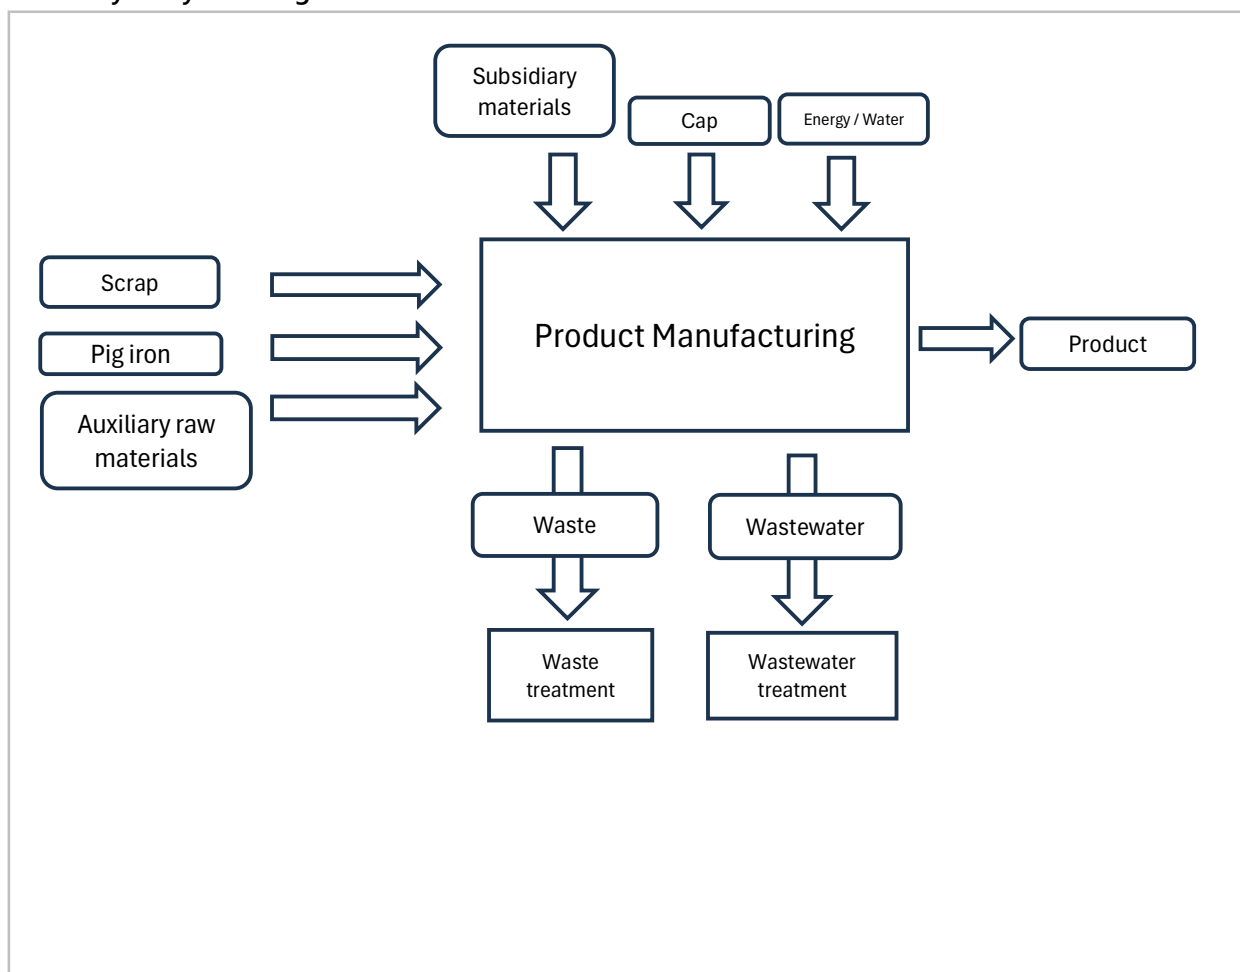 Subsidiary
materials
Cap
Energy / Water
Scrap
Pig iron
Auxiliary raw
materials
Product Manufacturing
Product
Waste
Wastewater
Waste
treatment
Wastewater
treatment